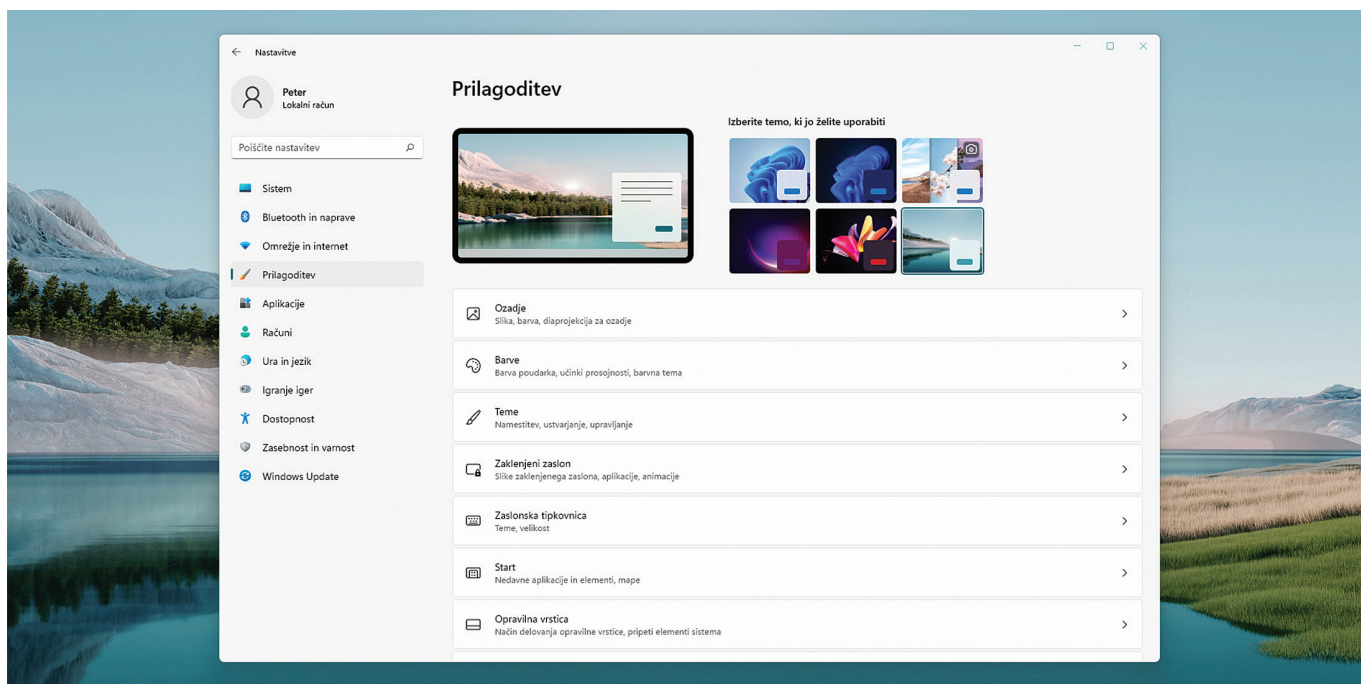 Nastavitve
Peter
Lokalni račun
Poiščite nastavitev
Sistem
Bluetooth in naprave
Omrežje in internet
Prilagoditev
Aplikacije
Računi
Ura in jezik
Igranje iger
Dostopnost
Zasebnost in varnost
Windows Update
Prilagoditev
Izberite temo, ki jo želite uporabiti
Ozadje
Slika, barva, diaprojekcija za ozadje
Barve
Barva poudarka, učinki prosojnosti, barvna tema
Teme
Namestitev, ustvarjanje, upravljanje
Zaklenjeni zaslon
Slike zaklenjenega zaslona, aplikacije, animacije
Zaslonska tipkovnica
Teme, velikost
Start
Nedavne aplikacije in elementi, mape
Opravilna vrstica
Način delovanja opravilne vrstice, pripeti elementi sistema